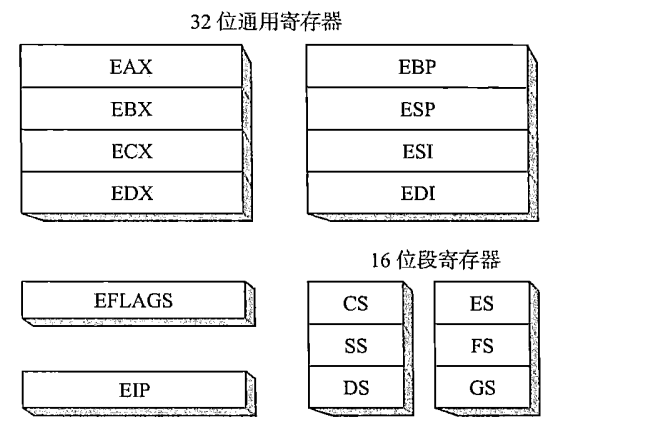 32 位通用寄存器
EAX
EBX
ECX
EDX
EBP
ESP
ESI
EDI
EFLAGS
EIP
16 位段寄存器
CS
SS
DS
ES
FS
GS